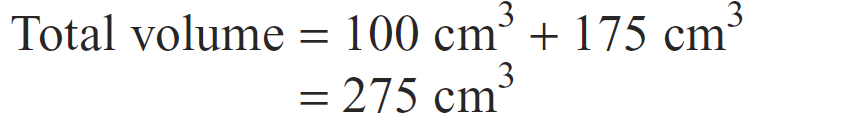 Total volume = 100 cm³ + 175 cm³
= 275 cm³